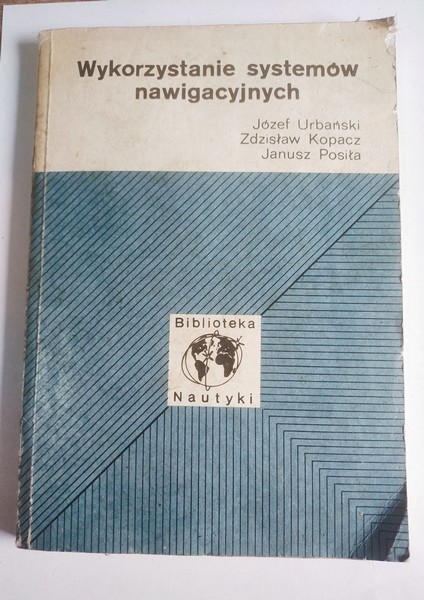 Wykorzystanie systemów
nawigacyjnych
Józef Urbański
Zdzisław Kopacz
Janusz Posiła
Biblioteka
Nautyki